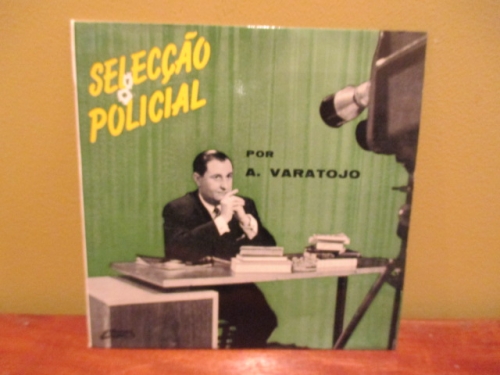 SELECÇÃO
POLICIAL
POR
A. VARATOJO